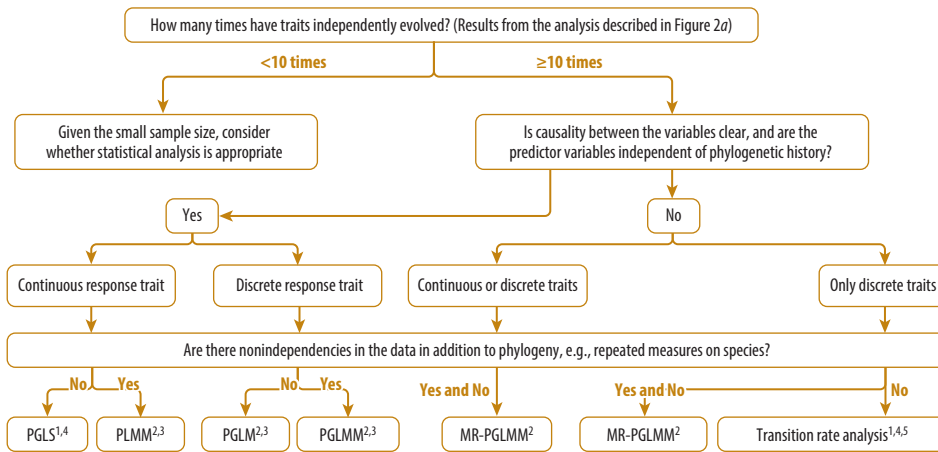 How many times have traits independently evolved? (Results from the analysis described in Figure 2a)
<10 times
≥10 times
Given the small sample size, consider
whether statistical analysis is appropriate
Is causality between the variables clear, and are the
predictor variables independent of phylogenetic history?
Yes
No
Continuous response trait
Discrete response trait
Continuous or discrete traits
Only discrete traits
Are there nonindependencies in the data in addition to phylogeny, e.g., repeated measures on species?
No
Yes
No
Yes
Yes and No
Yes and No
No
PGLS1,4
PLMM2,3
PGLM2,3
PGLMM2,3
MR-PGLMM2
MR-PGLMM2
Transition rate analysis1,4,5